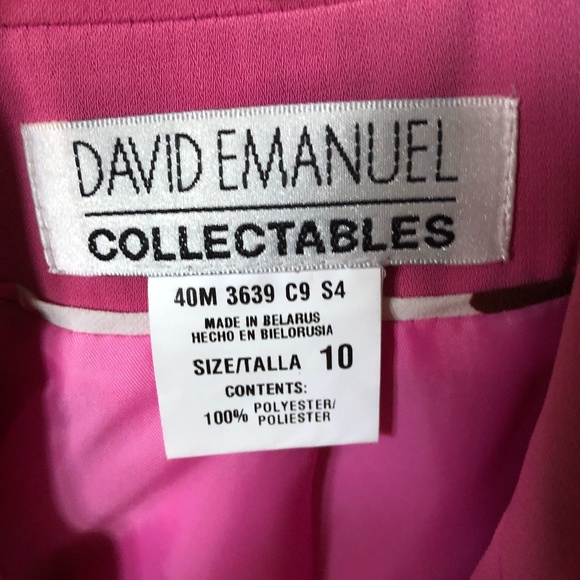 DAVID EMANUEL
COLLECTABLES
40M 3639 C9 S4
MADE IN BELARUS
HECHO EN BIELORUSIA
SIZE/TALLA 10
CONTENTS:
100% POLYESTER/
POLIESTER